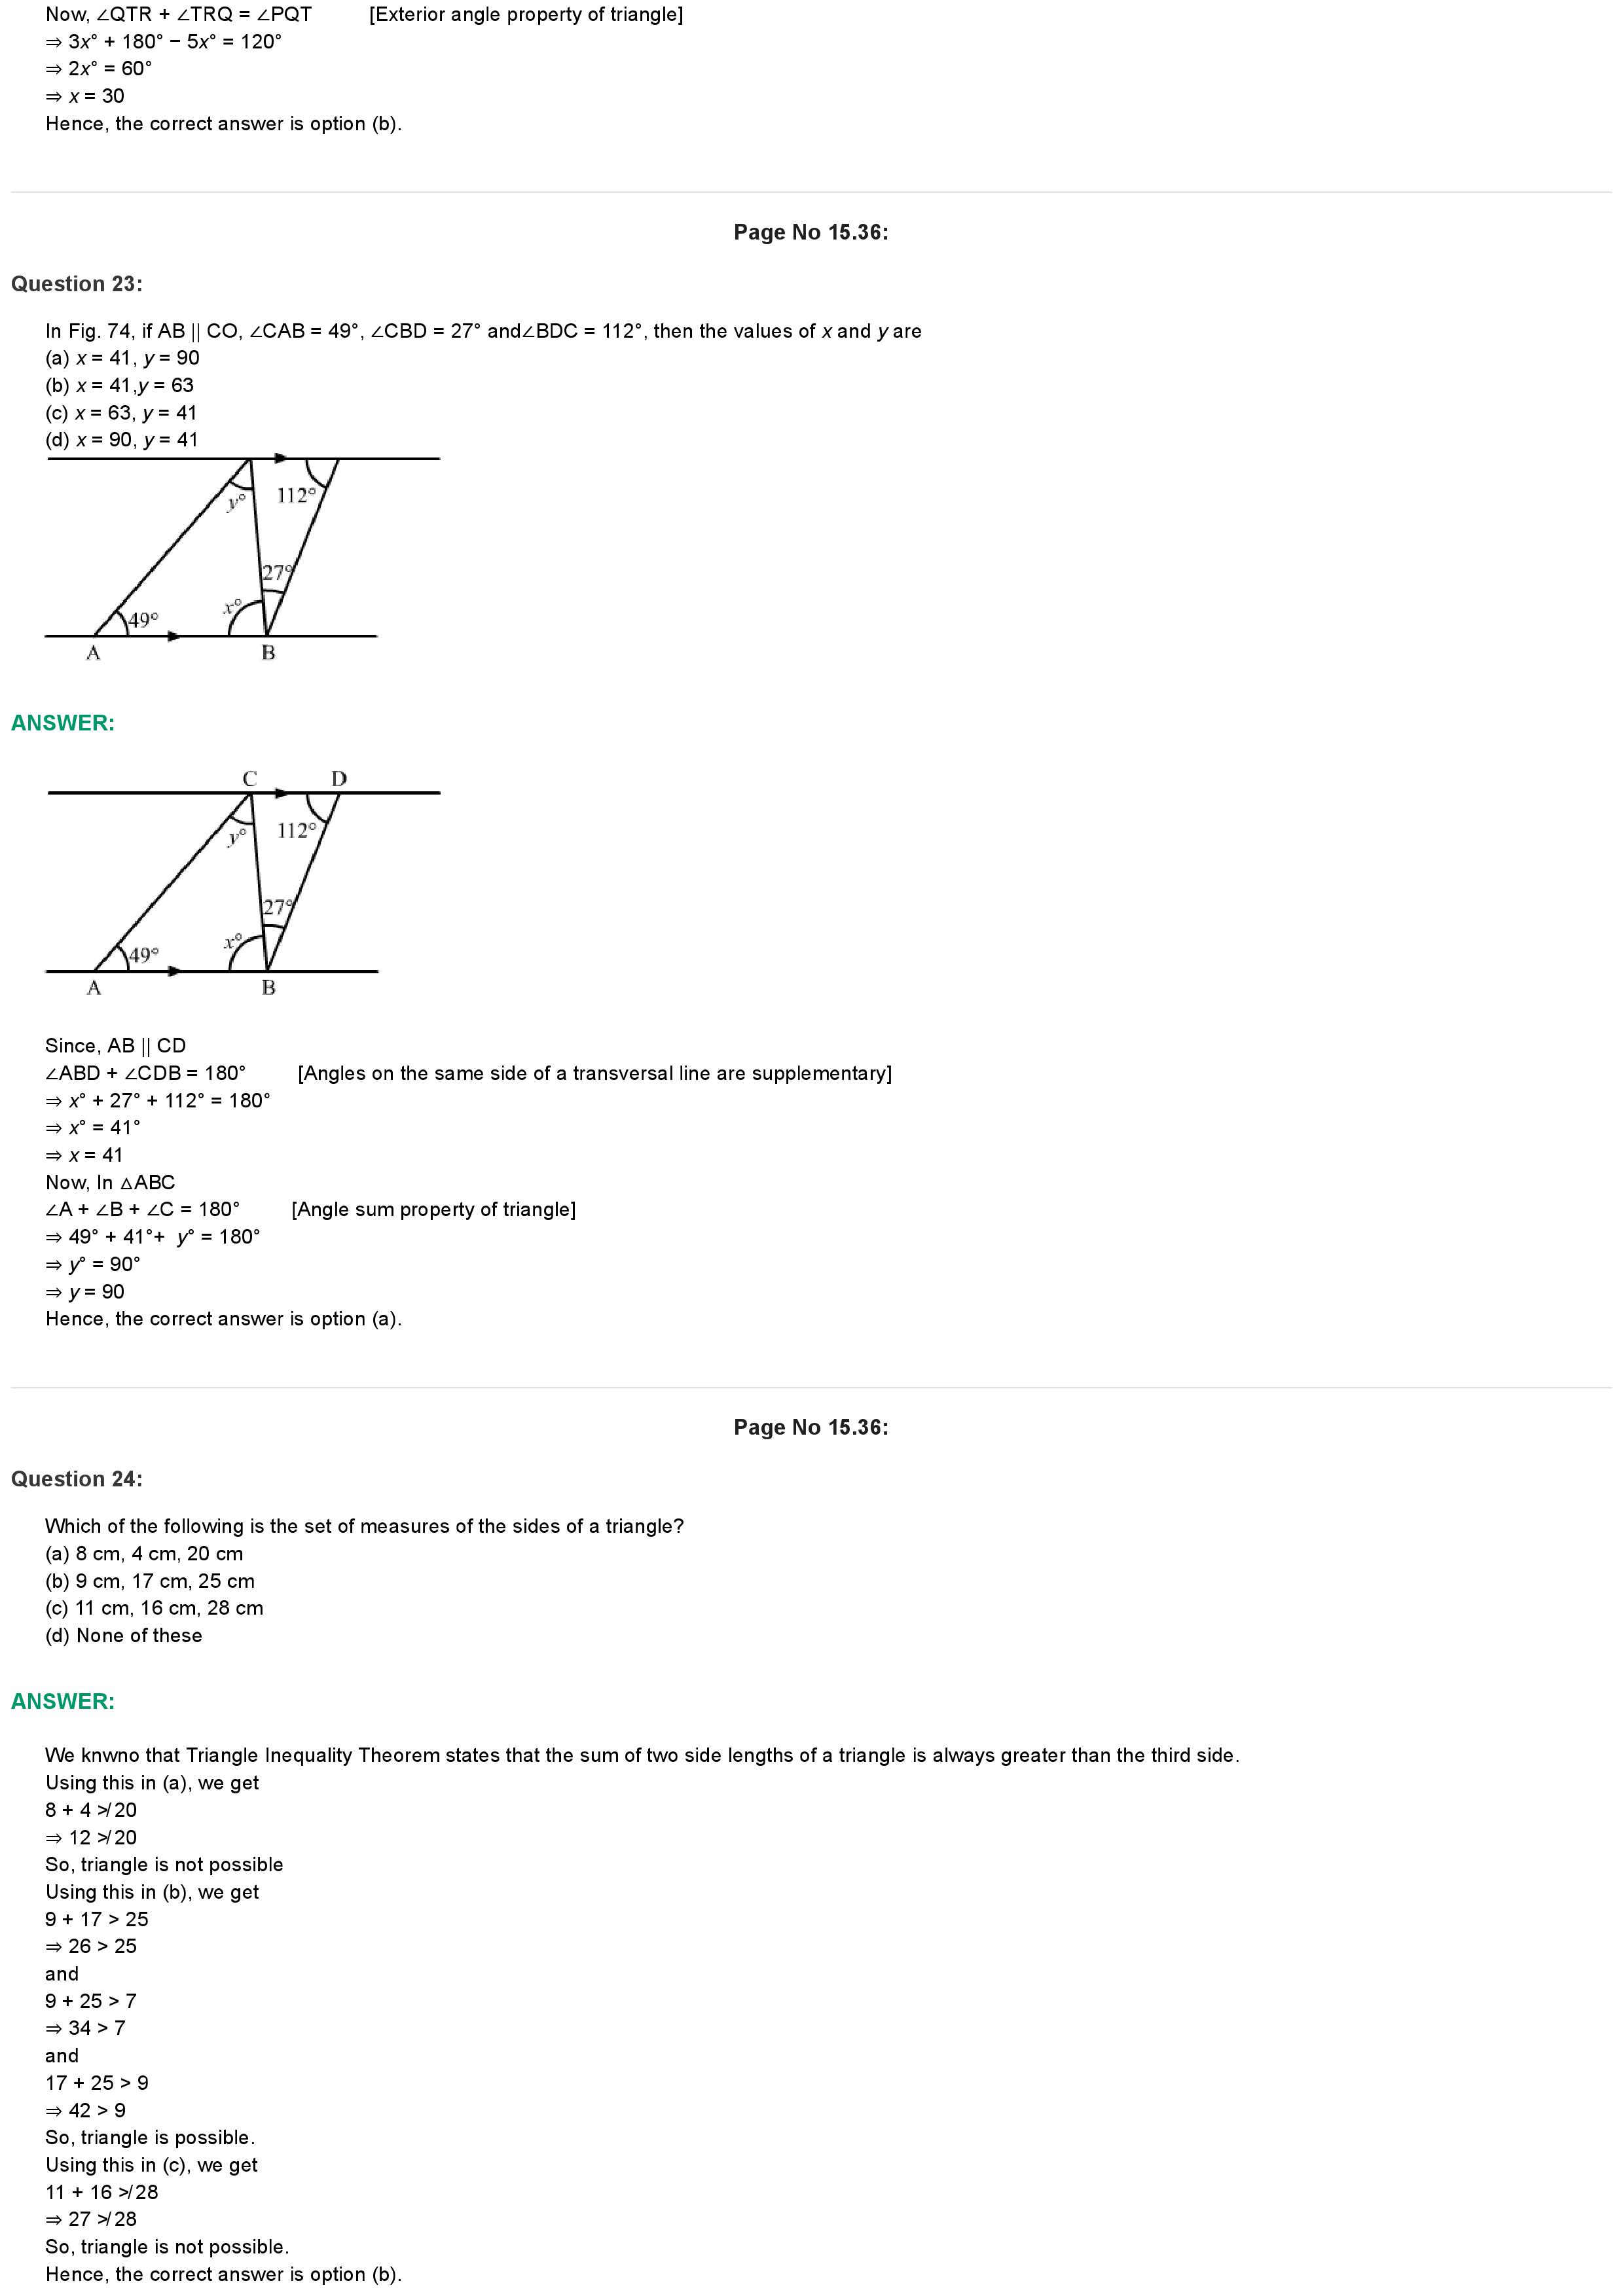 Now, ∠QTR + ∠TRQ = ∠PQT [Exterior angle property of triangle]
⇒ 3x° + 180° − 5x° = 120°
⇒ 2x° = 60°
⇒ x = 30
Hence, the correct answer is option (b).
Page No 15.36:
Question 23:
In Fig. 74, if AB || CO, ∠CAB = 49°, ∠CBD = 27° and∠BDC = 112°, then the values of x and y are
(a) x = 41, y = 90
(b) x = 41,y = 63
(c) x = 63, y = 41
(d) x = 90, y = 41
y° 112°
27°
x°
49°
A B
ANSWER:
C D
y° 112°
27°
x°
49°
A B
Since, AB || CD
∠ABD + ∠CDB = 180° [Angles on the same side of a transversal line are supplementary]
⇒ x° + 27° + 112° = 180°
⇒ x° = 41°
⇒ x = 41
Now, In △ABC
∠A + ∠B + ∠C = 180° [Angle sum property of triangle]
⇒ 49° + 41°+ y° = 180°
⇒ y° = 90°
⇒ y = 90
Hence, the correct answer is option (a).
Page No 15.36:
Question 24:
Which of the following is the set of measures of the sides of a triangle?
(a) 8 cm, 4 cm, 20 cm
(b) 9 cm, 17 cm, 25 cm
(c) 11 cm, 16 cm, 28 cm
(d) None of these
ANSWER:
We knwno that Triangle Inequality Theorem states that the sum of two side lengths of a triangle is always greater than the third side.
Using this in (a), we get
8 + 4 ≯ 20
⇒ 12 ≯ 20
So, triangle is not possible
Using this in (b), we get
9 + 17 > 25
⇒ 26 > 25
and
9 + 25 > 7
⇒ 34 > 7
and
17 + 25 > 9
⇒ 42 > 9
So, triangle is possible.
Using this in (c), we get
11 + 16 ≯ 28
⇒ 27 ≯ 28
So, triangle is not possible.
Hence, the correct answer is option (b).